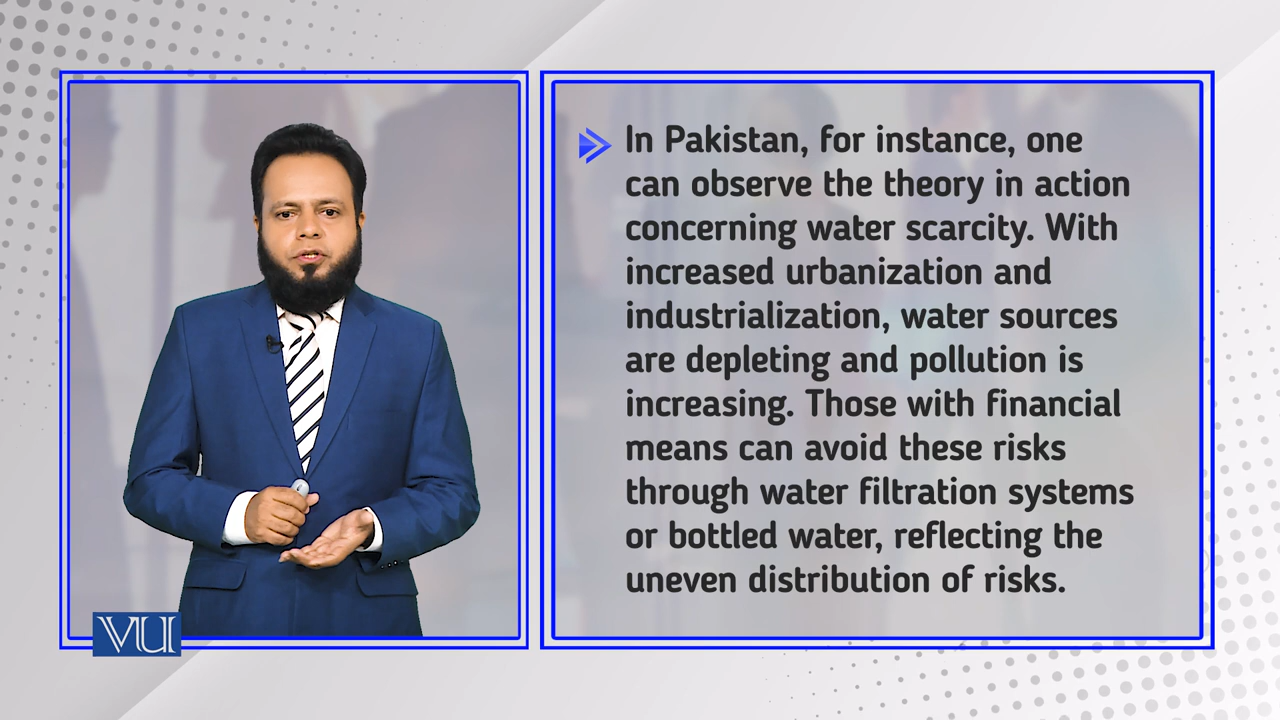 In Pakistan, for instance, one
can observe the theory in action
concerning water scarcity. With
increased urbanization and
industrialization, water sources
are depleting and pollution is
increasing. Those with financial
means can avoid these risks
through water filtration systems
or bottled water, reflecting the
uneven distribution of risks.
VU